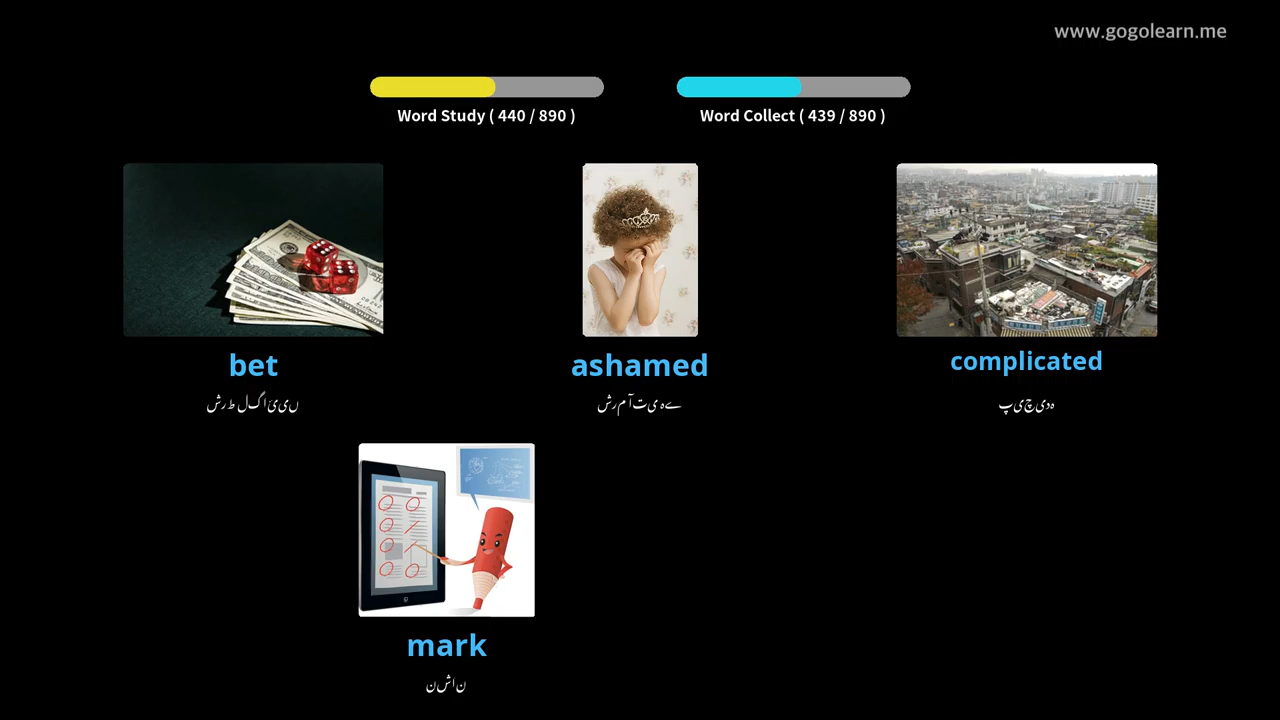 www.gogolearn.me
Word Study ( 440 / 890 )
Word Collect ( 439 / 890 )
bet
ashamed
complicated
شرط لگائیں
شرم آتی ہے
پیچیدہ
mark
نشان